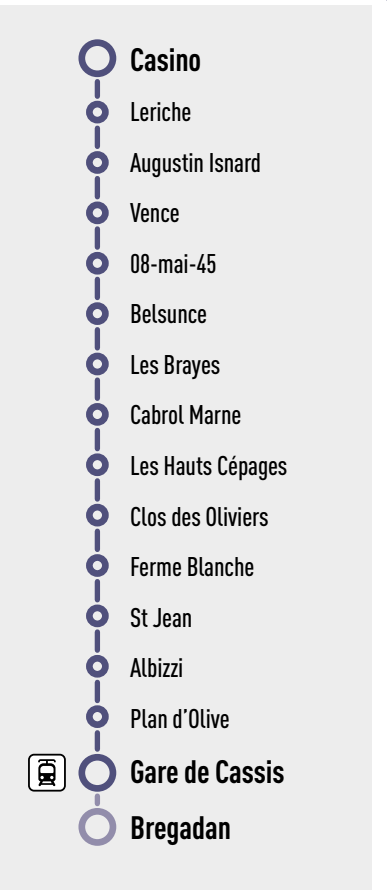 Casino
Leriche
Augustin Isnard
Vence
08-mai-45
Belsunce
Les Brayes
Cabrol Marne
Les Hauts Cépages
Clos des Oliviers
Ferme Blanche
St Jean
Albizzi
Plan d’Olive
Gare de Cassis
Bregadan